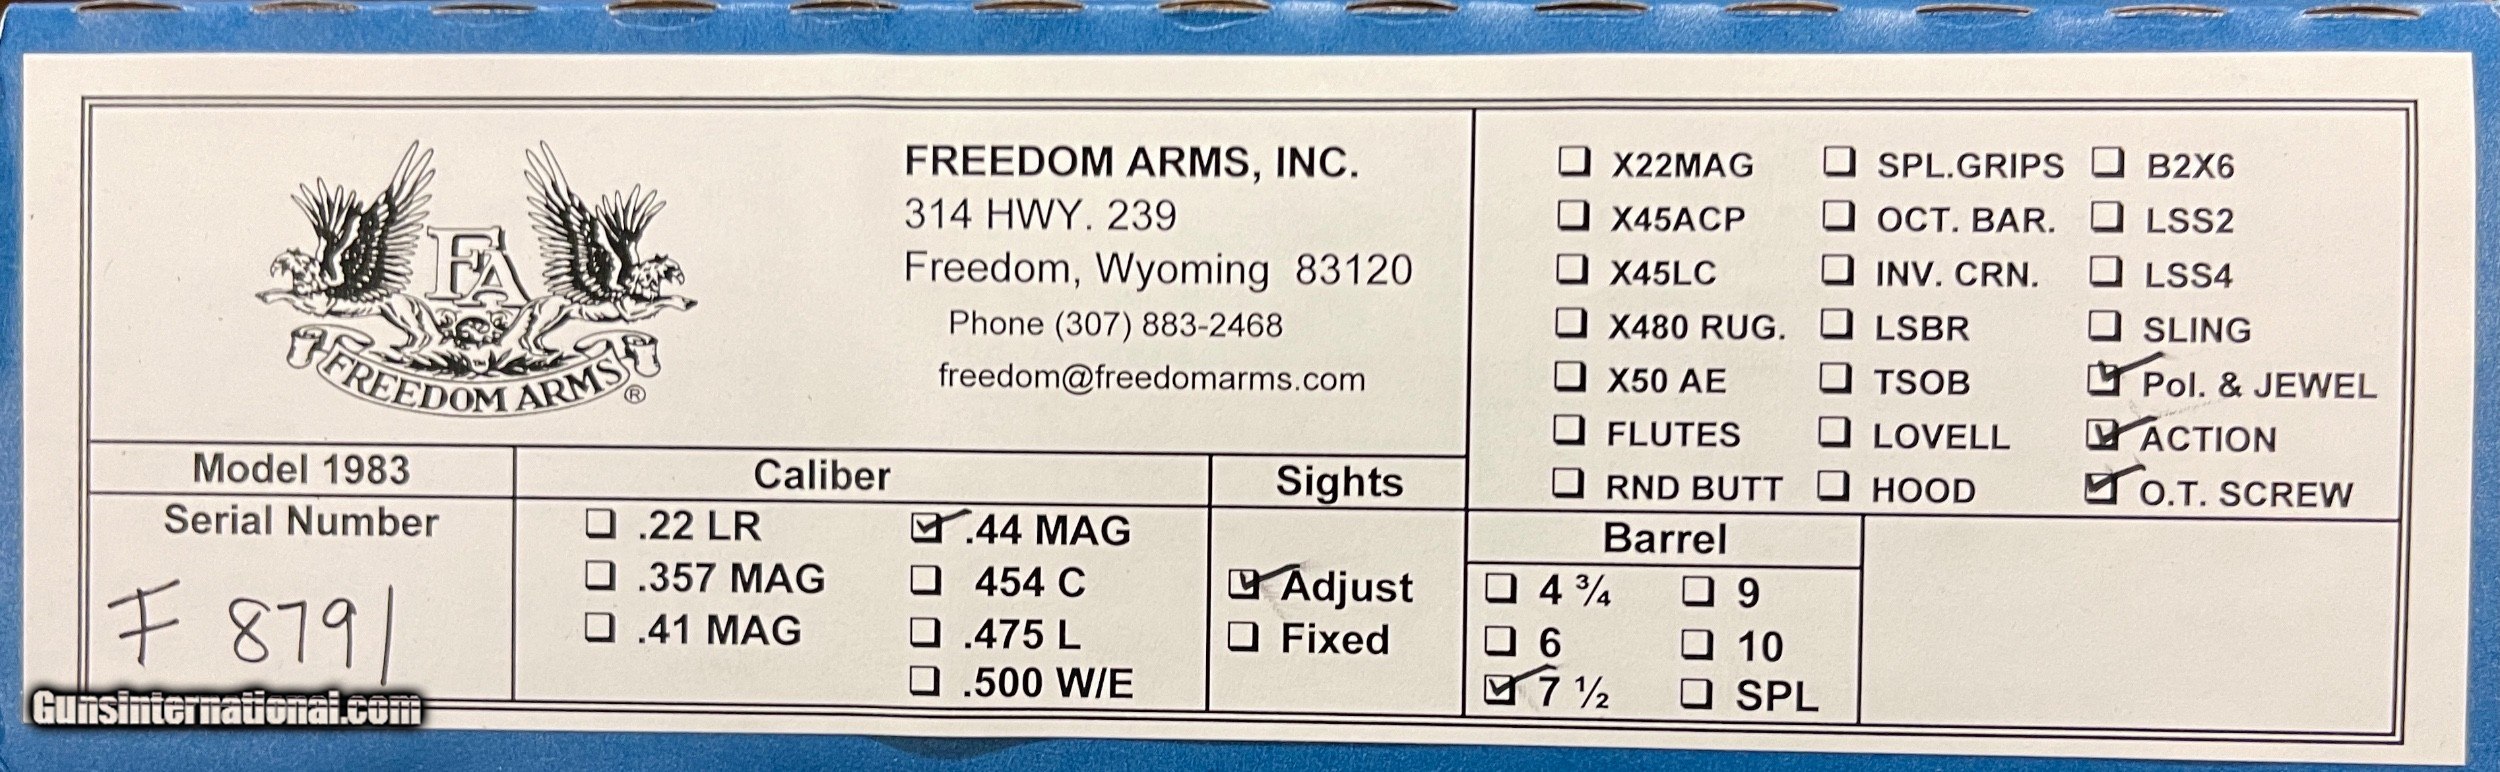 FA
FREEDOM ARMS®
FREEDOM ARMS, INC.
314 HWY. 239
Freedom, Wyoming 83120
Phone (307) 883-2468
freedom@freedomarms.com
☐ X22MAG ☐ SPL.GRIPS ☐ B2X6
☐ X45ACP ☐ OCT. BAR. ☐ LSS2
☐ X45LC ☐ INV. CRN. ☐ LSS4
☐ X480 RUG. ☐ LSBR ☐ SLING
☐ X50 AE ☐ TSOB ☑ Pol. & JEWEL
☐ FLUTES ☐ LOVELL ☑ ACTION
☐ RND BUTT ☐ HOOD ☑ O.T. SCREW
Model 1983
Serial Number
F 8791
Caliber
☐ .22 LR ☑ .44 MAG
☐ .357 MAG ☐ 454 C
☐ .41 MAG ☐ .475 L
☐ .500 W/E
Sights
☑ Adjust
☐ Fixed
Barrel
☐ 4 ¾ ☐ 9
☐ 6 ☐ 10
☑ 7 ½ ☐ SPL
Gunsinternational.com